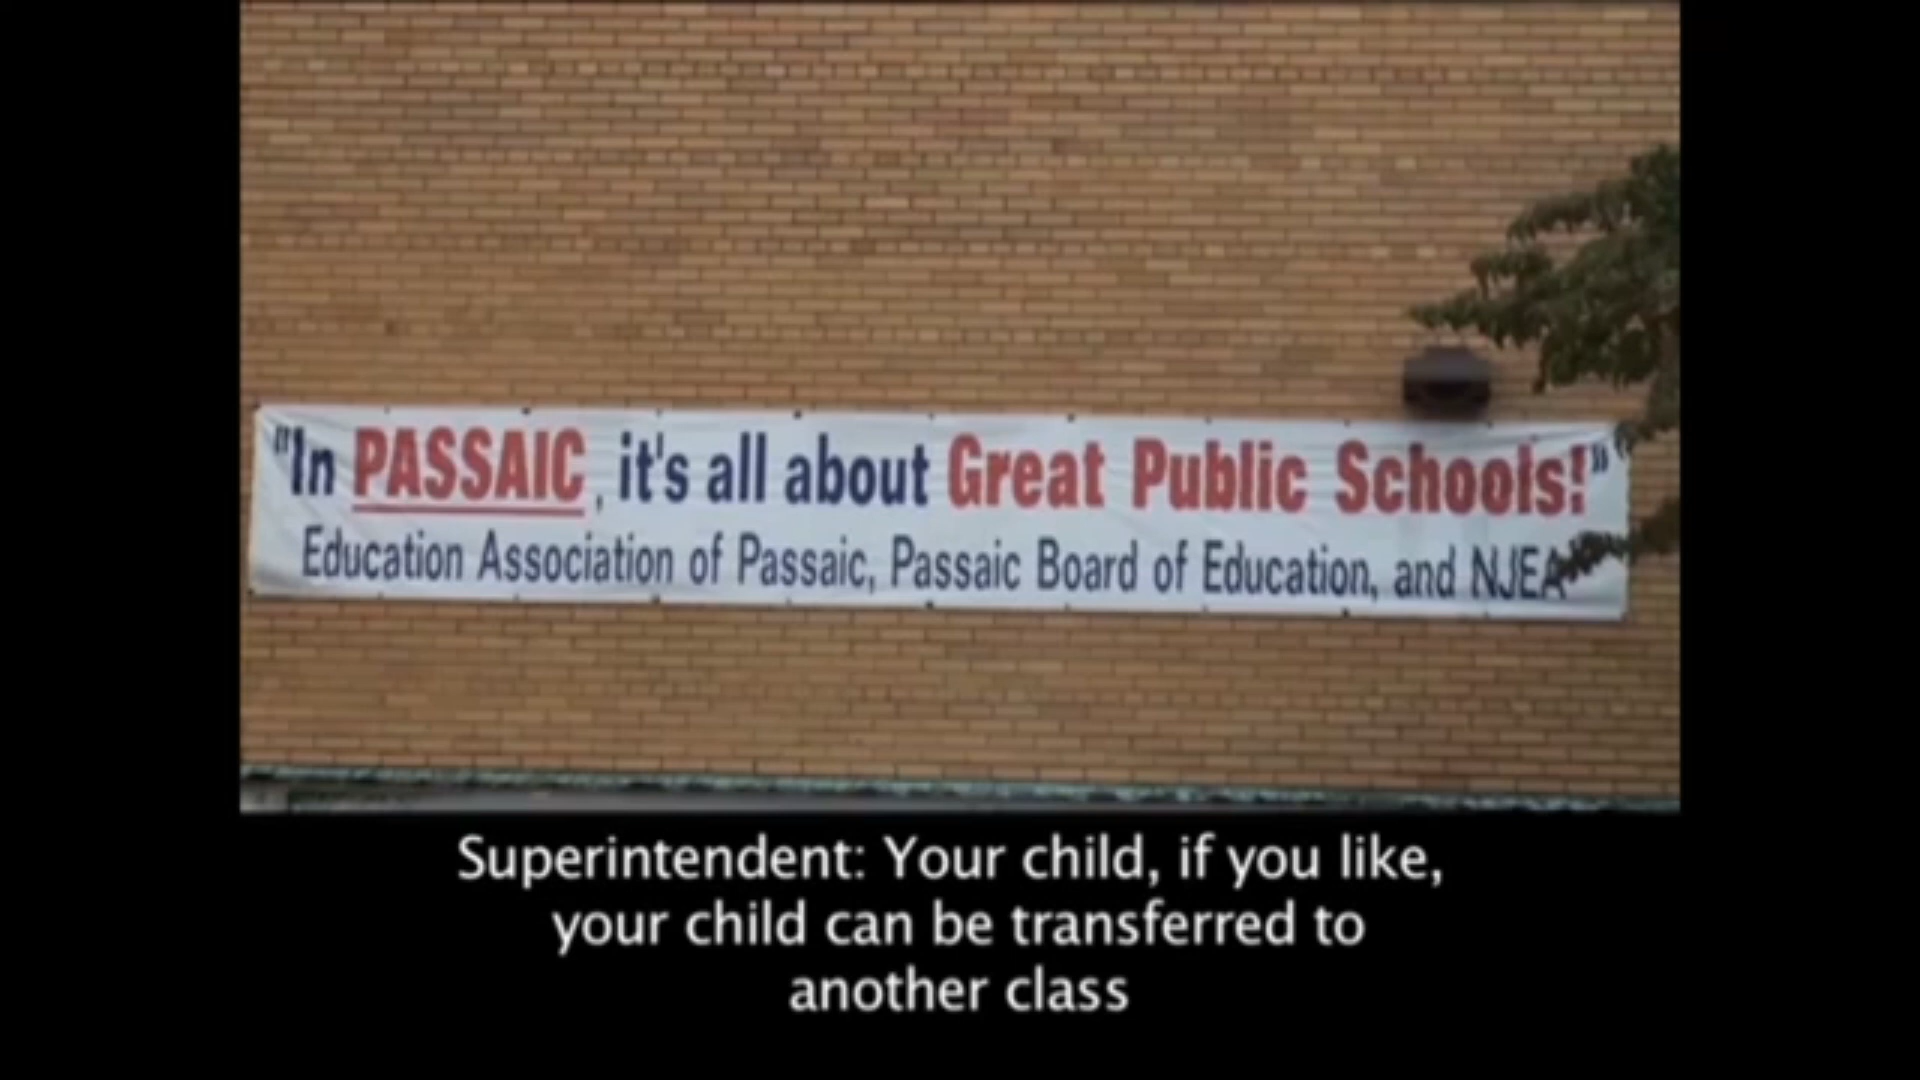 "In PASSAIC, it's all about Great Public Schools!"
Education Association of Passaic, Passaic Board of Education, and NJEA
Superintendent: Your child, if you like,
your child can be transferred to
another class